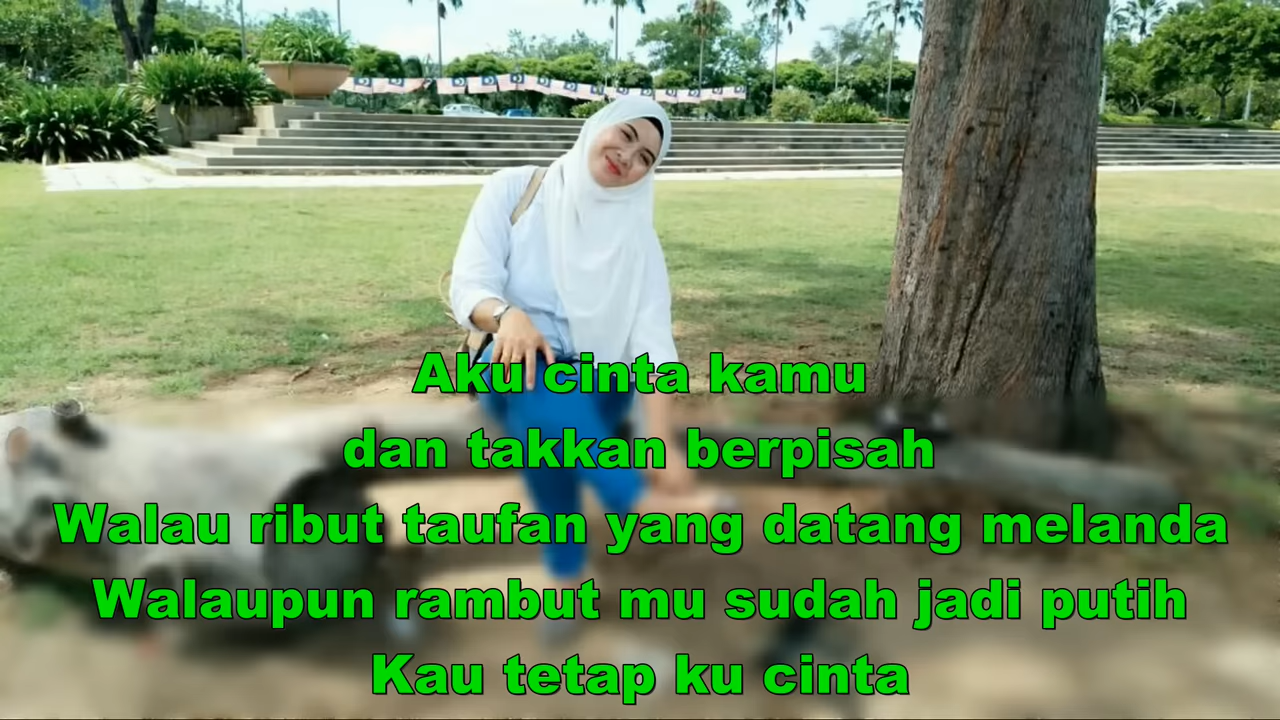 Aku cinta kamu
dan takkan berpisah
Walau ribut taufan yang datang melanda
Walaupun rambut mu sudah jadi putih
Kau tetap ku cinta